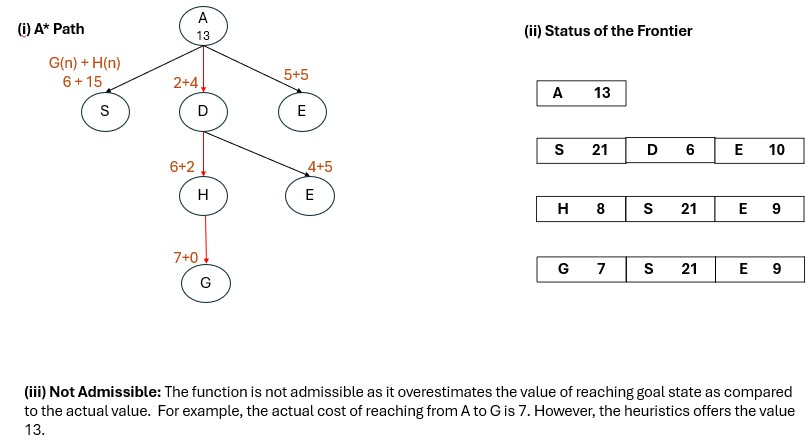 (i) A* Path
(ii) Status of the Frontier
A
13
G(n) + H(n)
6 + 15
2+4
5+5
S
D
E
6+2
4+5
H
E
7+0
G
A 13
S 21 D 6 E 10
H 8 S 21 E 9
G 7 S 21 E 9
(iii) Not Admissible: The function is not admissible as it overestimates the value of reaching goal state as compared
to the actual value. For example, the actual cost of reaching from A to G is 7. However, the heuristics offers the value
13.